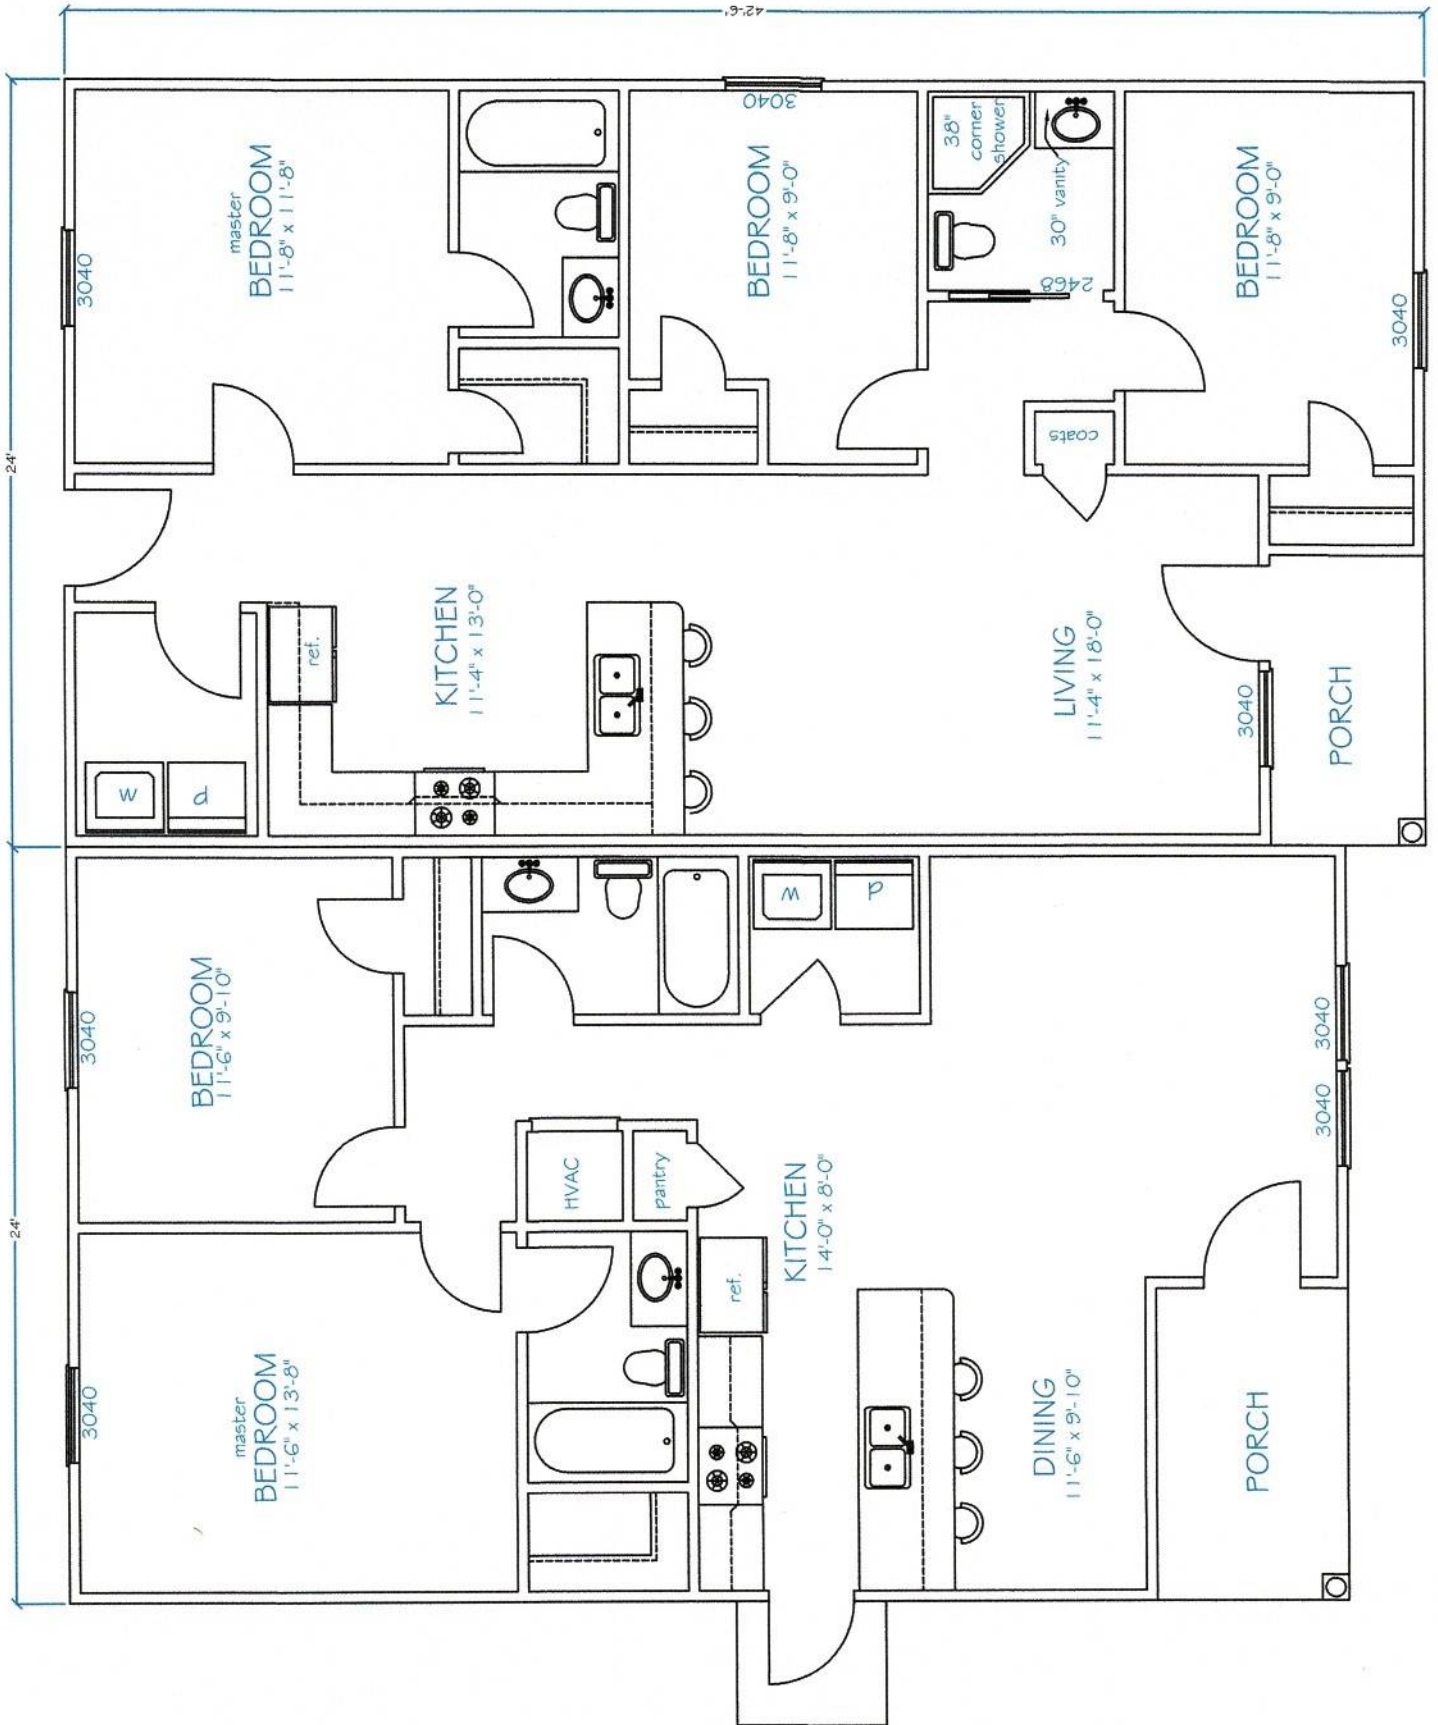 42'-6"
24'
24'
3040
master
BEDROOM
11'-8" x 11'-8"
3040
BEDROOM
11'-8" x 9'-0"
38"
corner
shower
30" vanity
2468
BEDROOM
11'-8" x 9'-0"
3040
coats
ref.
KITCHEN
11'-4" x 13'-0"
LIVING
11'-4" x 18'-0"
3040
PORCH
w
d
3040
BEDROOM
11'-6" x 9'-10"
w
d
3040
3040
HVAC
pantry
KITCHEN
14'-0" x 8'-0"
ref.
3040
master
BEDROOM
11'-6" x 13'-8"
DINING
11'-6" x 9'-10"
PORCH